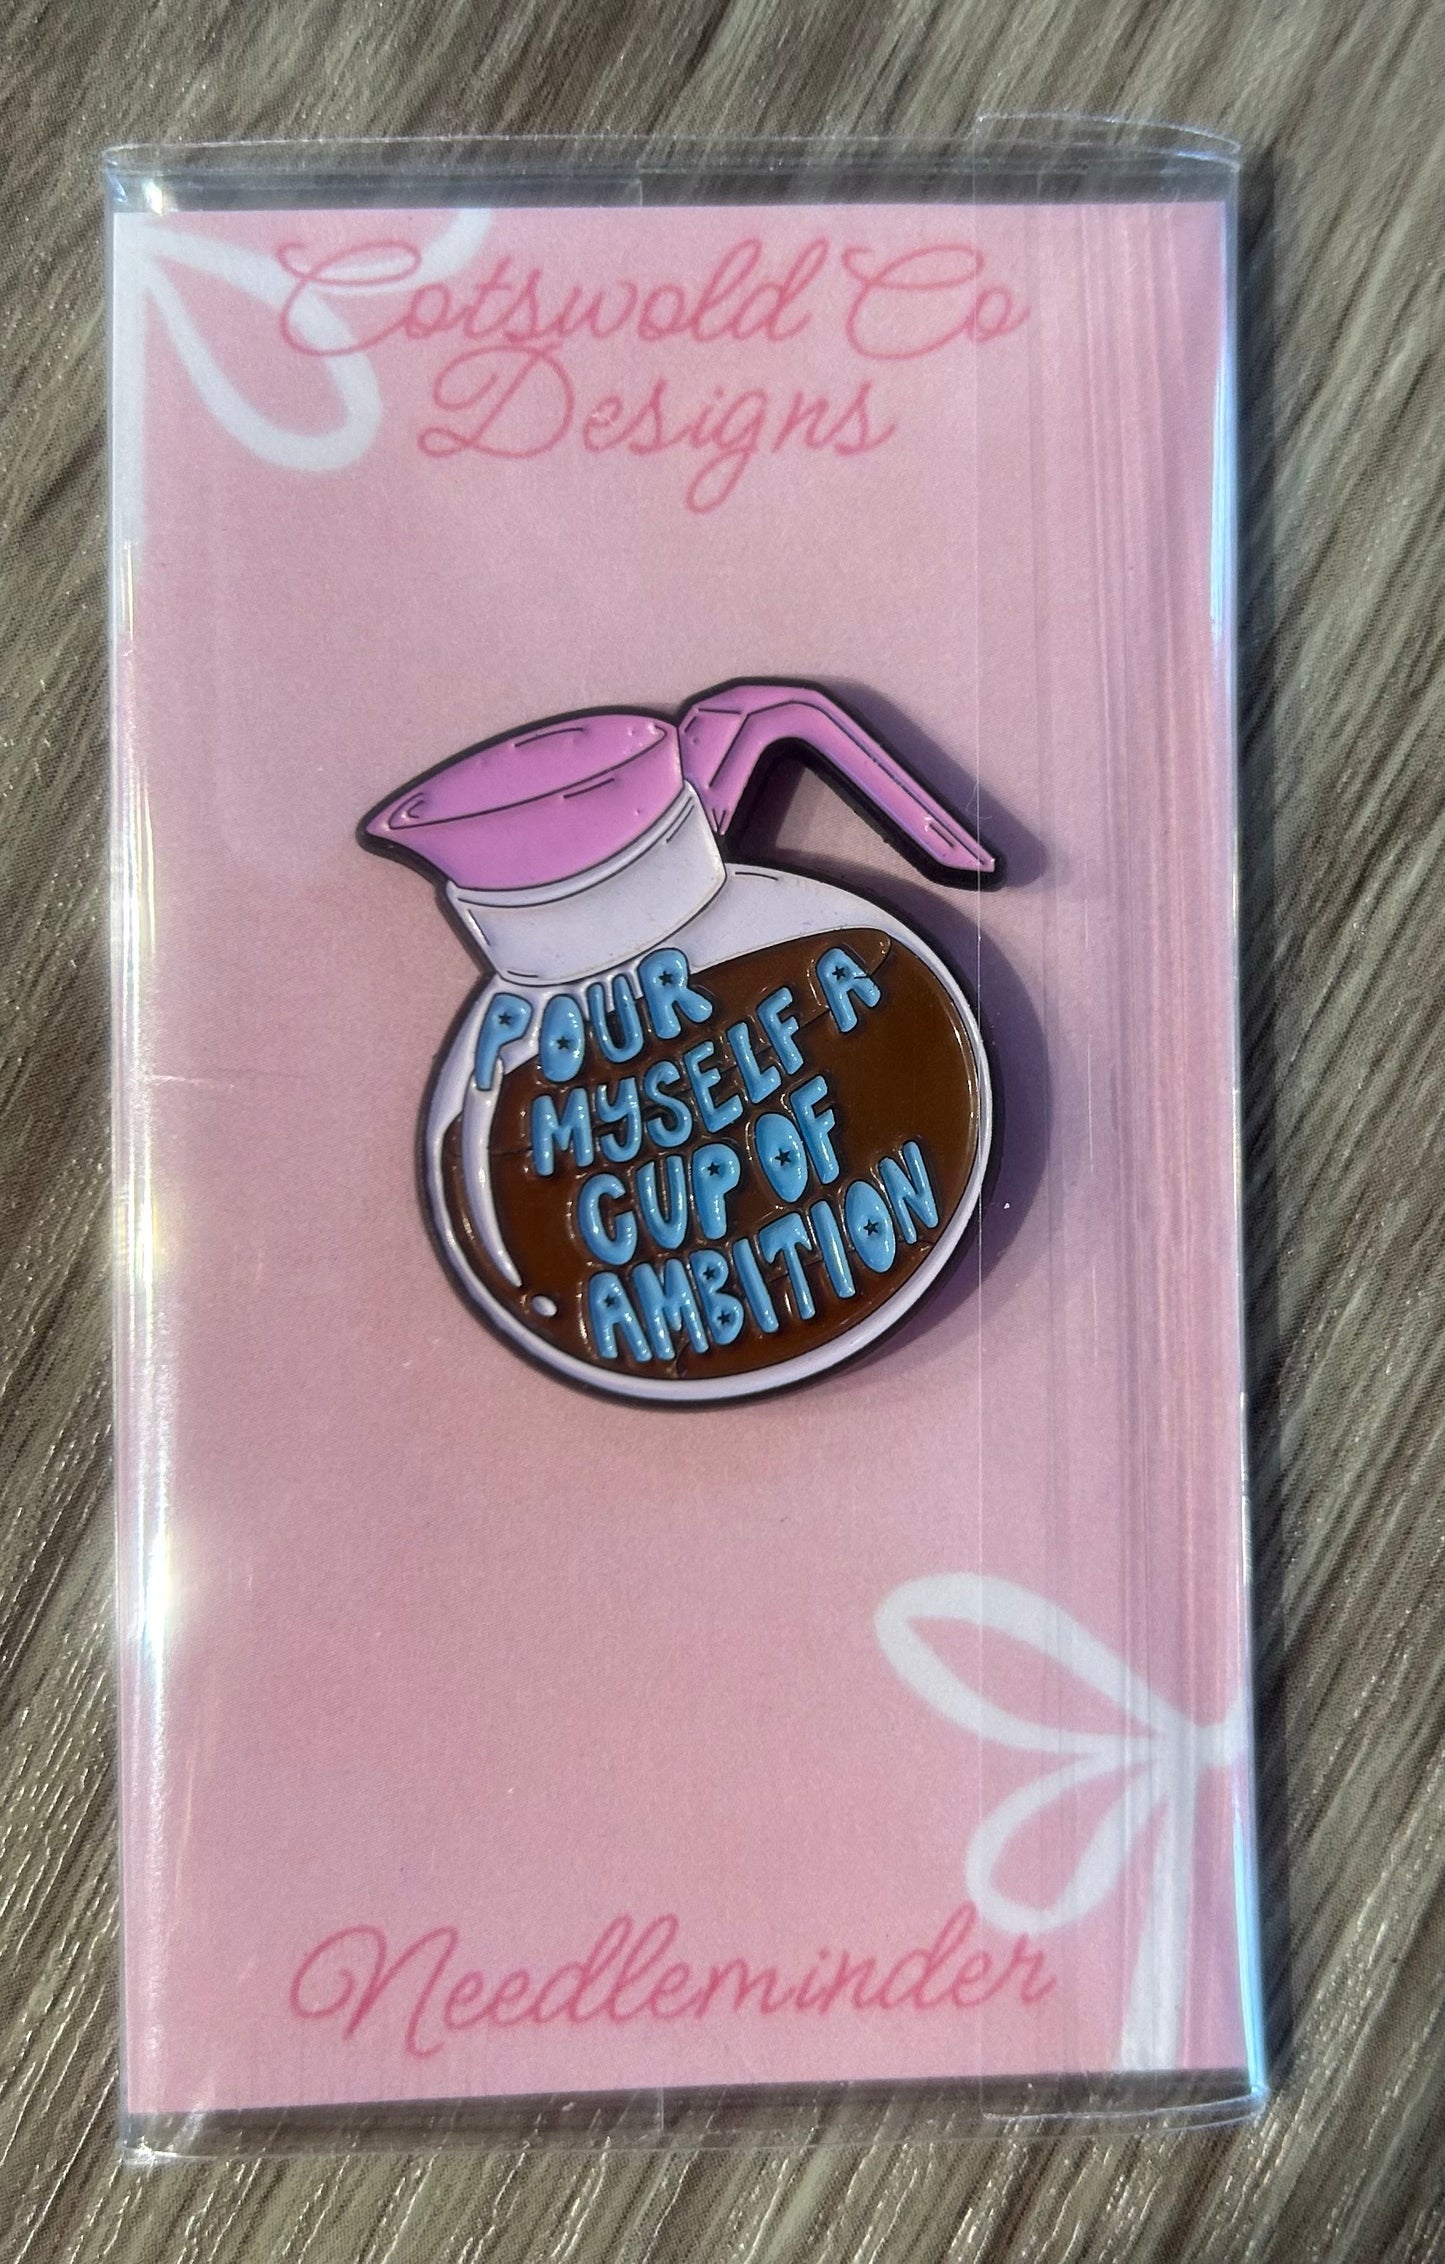 Cotswold Co
Designs
POUR
MYSELF A
CUP OF
AMBITION
Needleminder